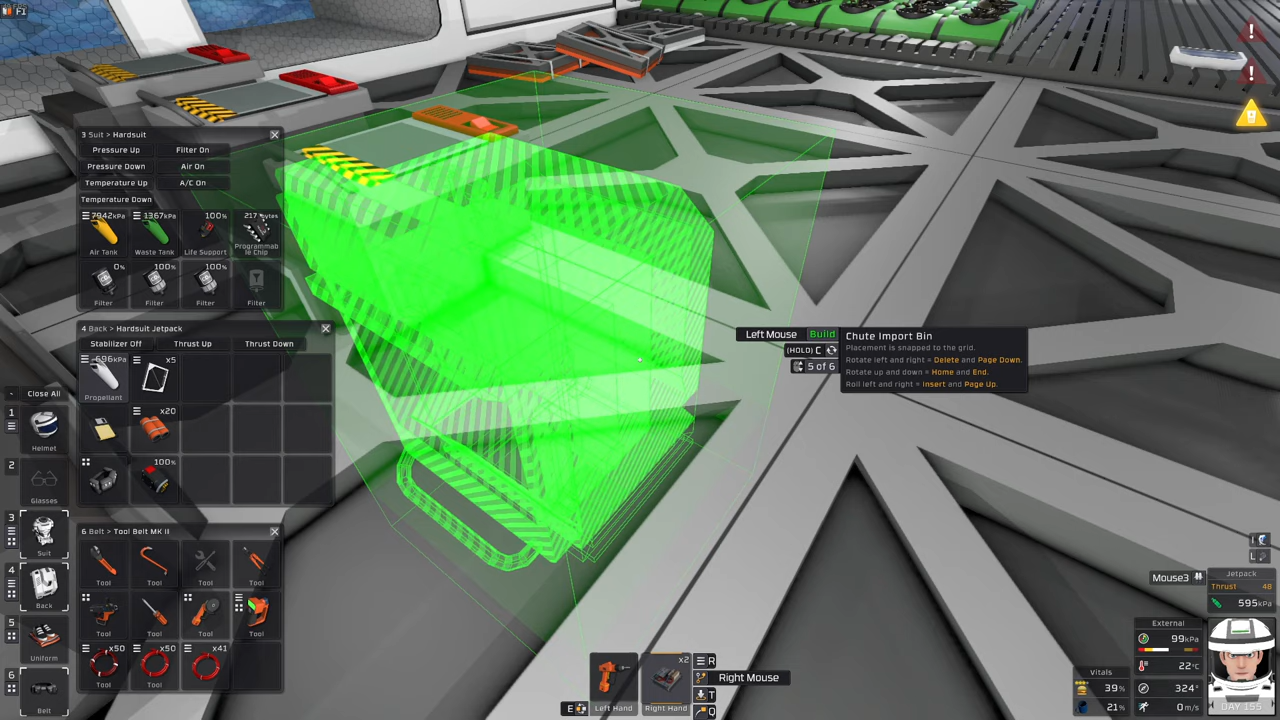 F1
3 Suit > Hardsuit
Pressure Up
Filter On
Pressure Down
Air On
Temperature Up
A/C On
Temperature Down
7942kPa
1367kPa
100%
217 bytes
Air Tank
Waste Tank
Life Support
Programmable Chip
0%
100%
100%
Filter
Filter
Filter
Filter
4 Back > Hardsuit Jetpack
Stabilizer Off
Thrust Up
Thrust Down
696kPa
x5
Propellant
x20
100%
Close All
1
Helmet
2
Glasses
3
Suit
4
Back
5
Uniform
6
Belt
6 Belt > Tool Belt MK II
Tool
Tool
Tool
Tool
Tool
Tool
Tool
Tool
x50
x50
x41
Tool
Tool
Tool
Left Mouse
Build
(HOLD) C
5 of 6
Chute Import Bin
Placement is snapped to the grid.
Rotate left and right = Delete and Page Down.
Rotate up and down = Home and End.
Roll left and right = Insert and Page Up.
E
Left Hand
x2
Right Hand
R
Right Mouse
T
Q
Mouse3
Jetpack
Thrust 48
595kPa
External
99kPa
22°C
324°
0m/s
Vitals
39%
21%
DAY 155